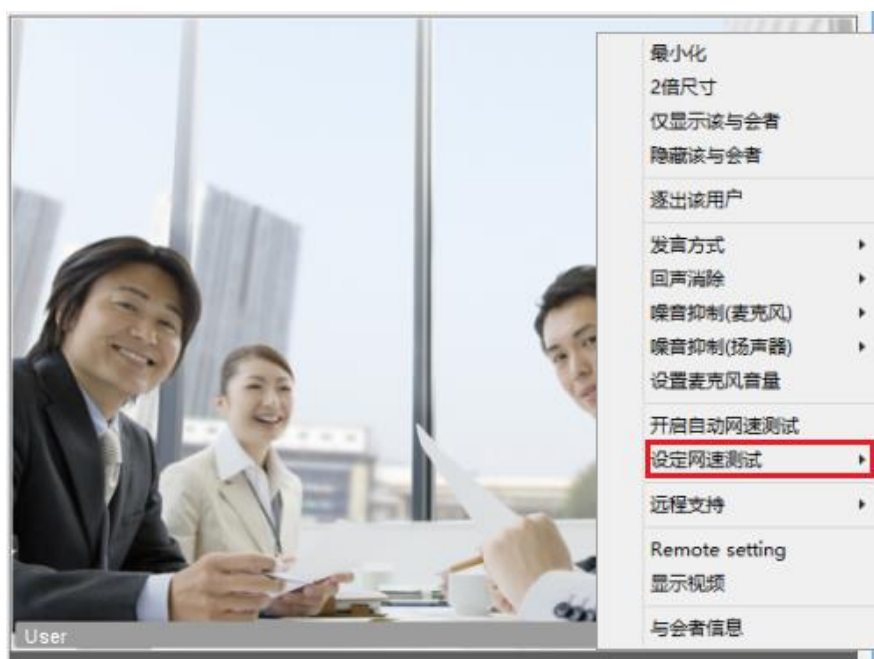 最小化
2倍尺寸
仅显示该与会者
隐藏该与会者
逐出该用户
发言方式
回声消除
噪音抑制(麦克风)
噪音抑制(扬声器)
设置麦克风音量
开启自动网速测试
设定网速测试
远程支持
Remote setting
显示视频
与会者信息
User